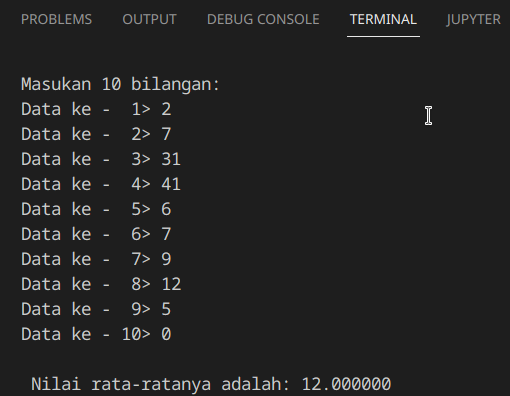 PROBLEMS OUTPUT DEBUG CONSOLE TERMINAL JUPYTER
Masukan 10 bilangan:
Data ke -  1> 2
Data ke -  2> 7
Data ke -  3> 31
Data ke -  4> 41
Data ke -  5> 6
Data ke -  6> 7
Data ke -  7> 9
Data ke -  8> 12
Data ke -  9> 5
Data ke - 10> 0
Nilai rata-ratanya adalah: 12.000000